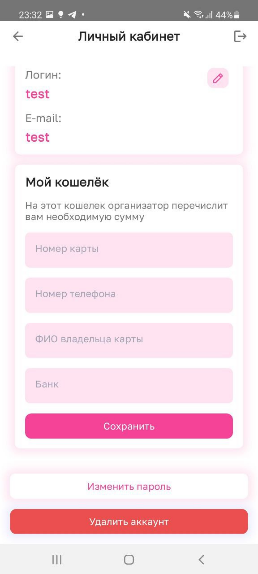 23:32
44%
Личный кабинет
Логин:
test
E-mail:
test
Мой кошелёк
На этот кошелек организатор перечислит
вам необходимую сумму
Номер карты
Номер телефона
ФИО владельца карты
Банк
Сохранить
Изменить пароль
Удалить аккаунт